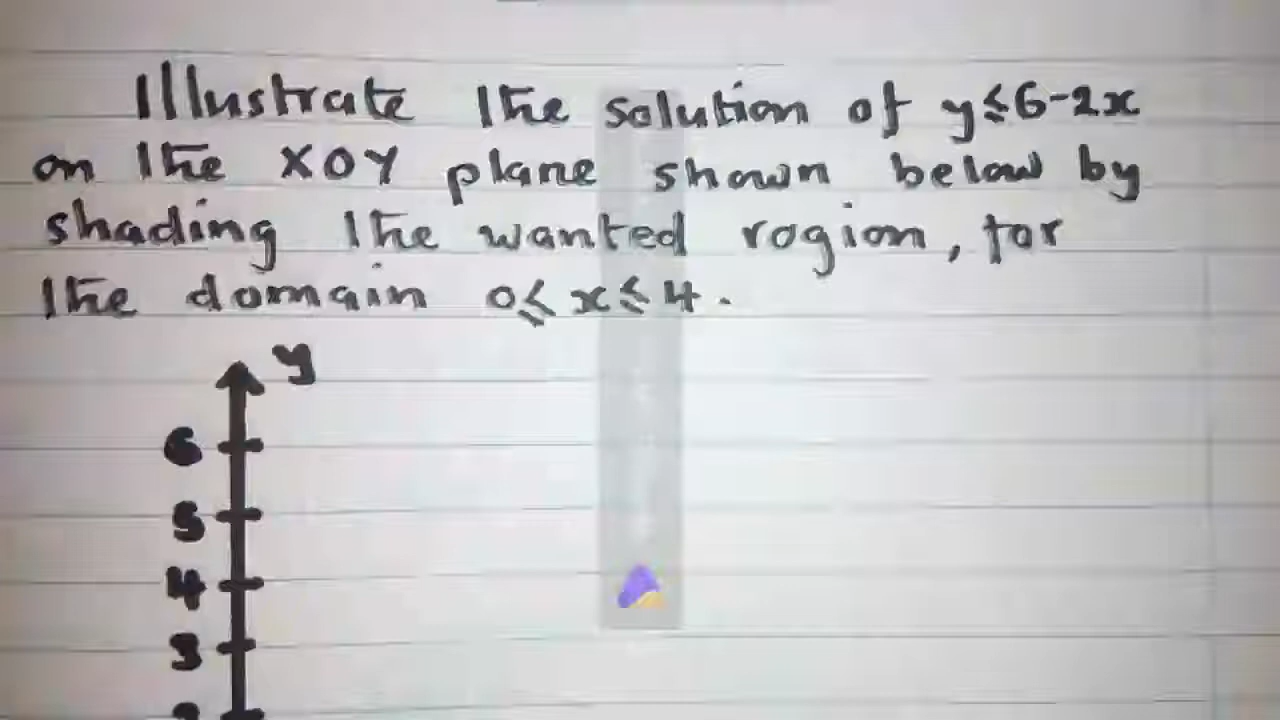 Illustrate the solution of y≤6-2x
on the XOY plane shown below by
shading the wanted rogion, for
the domain 0≤x≤4.
y
6
5
4
3